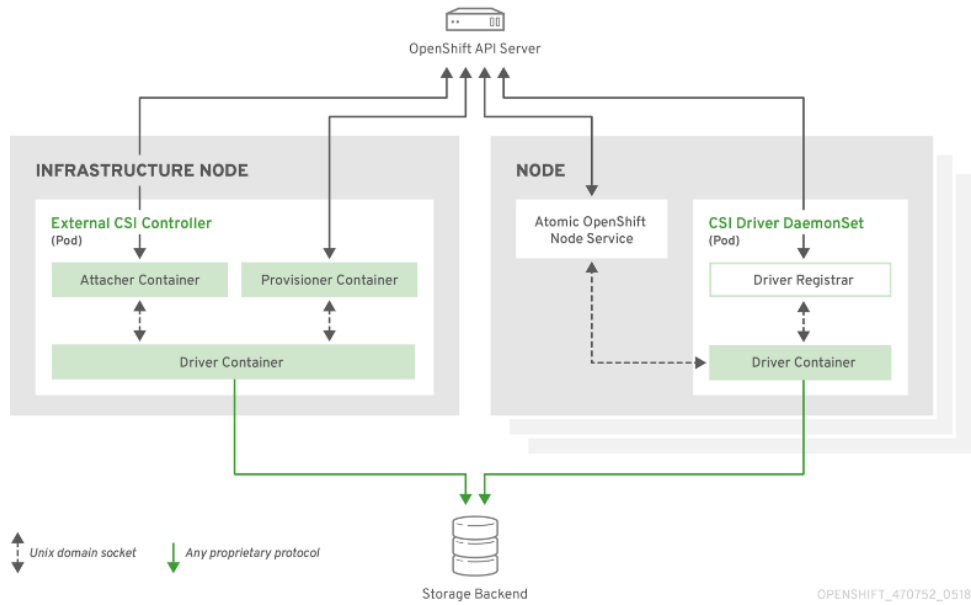 OpenShift API Server
INFRASTRUCTURE NODE
External CSI Controller
(Pod)
Attacher Container
Provisioner Container
Driver Container
NODE
Atomic OpenShift
Node Service
CSI Driver DaemonSet
(Pod)
Driver Registrar
Driver Container
Unix domain socket
Any proprietary protocol
Storage Backend
OPENSHIFT_470752_0518